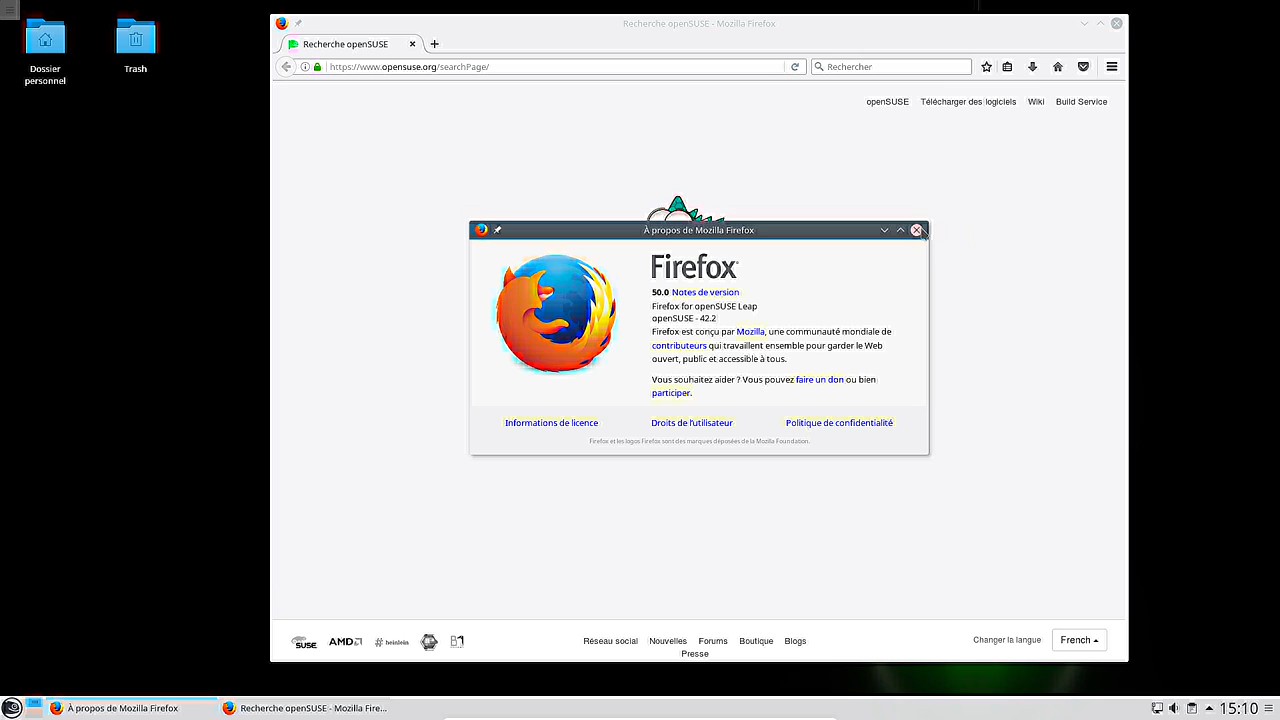 Dossier
personnel
Trash
Recherche openSUSE - Mozilla Firefox
Recherche openSUSE
https://www.opensuse.org/searchPage/
Rechercher
openSUSE Télécharger des logiciels Wiki Build Service
À propos de Mozilla Firefox
Firefox
50.0 Notes de version
Firefox for openSUSE Leap
openSUSE - 42.2
Firefox est conçu par Mozilla, une communauté mondiale de
contributeurs qui travaillent ensemble pour garder le Web
ouvert, public et accessible à tous.
Vous souhaitez aider ? Vous pouvez faire un don ou bien
participer.
Informations de licence Droits de l'utilisateur Politique de confidentialité
Firefox et les logos Firefox sont des marques déposées de la Mozilla Foundation.
SUSE AMD heinlein B1
Réseau social Nouvelles Forums Boutique Blogs
Presse
Changer la langue French
À propos de Mozilla Firefox
Recherche openSUSE - Mozilla Fire...
15:10